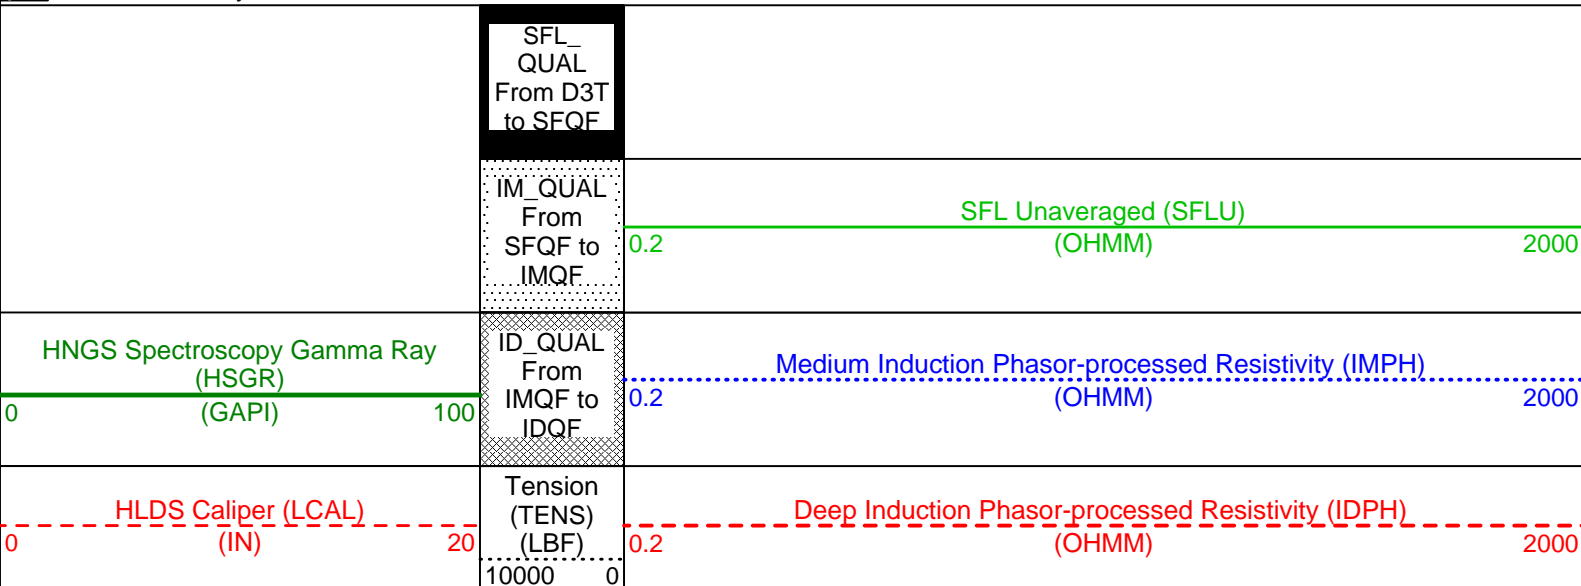 SFL_
QUAL
From D3T
to SFQF
IM_QUAL
From
SFQF to
IMQF
SFL Unaveraged (SFLU)
0.2 (OHMM) 2000
HNGS Spectroscopy Gamma Ray
(HSGR)
0 (GAPI) 100
ID_QUAL
From
IMQF to
IDQF
Medium Induction Phasor-processed Resistivity (IMPH)
0.2 (OHMM) 2000
HLDS Caliper (LCAL)
0 (IN) 20
Tension
(TENS)
(LBF)
10000 0
Deep Induction Phasor-processed Resistivity (IDPH)
0.2 (OHMM) 2000